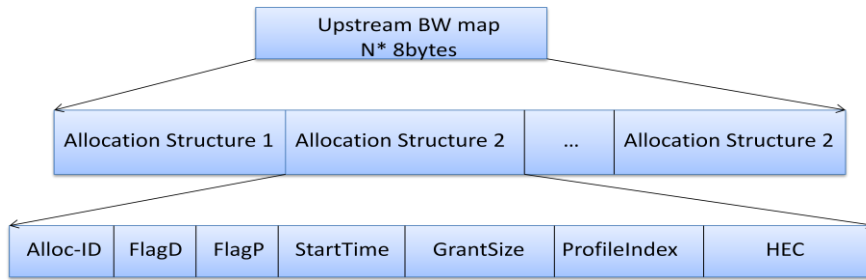 Upstream BW map
N* 8bytes
Allocation Structure 1 Allocation Structure 2 ... Allocation Structure 2
Alloc-ID FlagD FlagP StartTime GrantSize ProfileIndex HEC